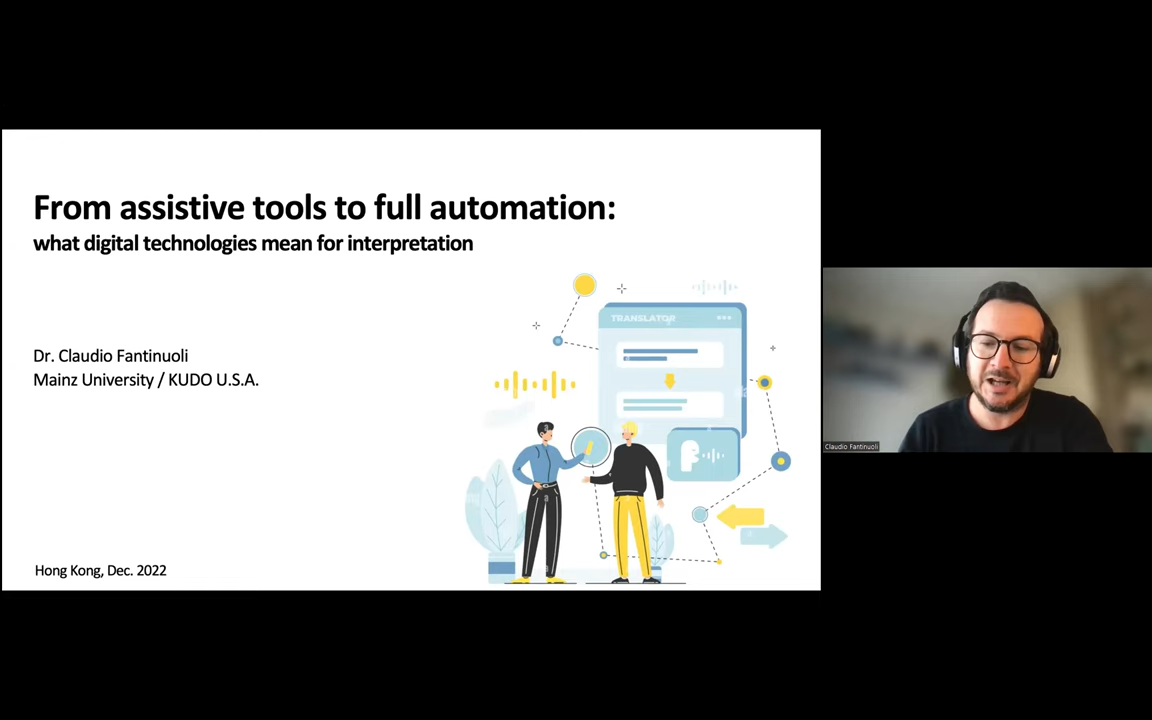 From assistive tools to full automation:
what digital technologies mean for interpretation
TRANSLATOR
Dr. Claudio Fantinuoli
Mainz University / KUDO U.S.A.
Claudio Fantinuoli
Hong Kong, Dec. 2022